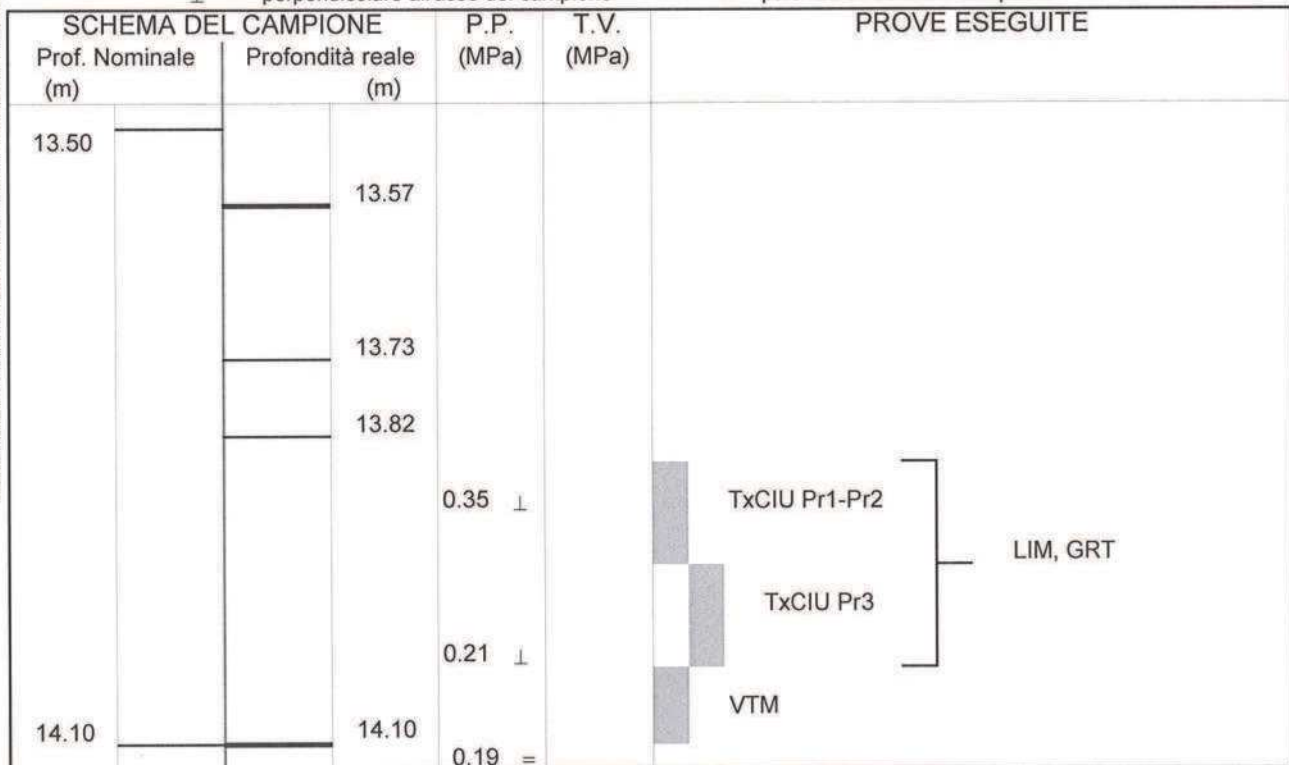 SCHEMA DEL CAMPIONE P.P. T.V. PROVE ESEGUITE
Prof. Nominale Profondità reale (MPa) (MPa)
(m) (m)
13.50
13.57
13.73
13.82
0.35 ⊥ TxCIU Pr1-Pr2
LIM, GRT
TxCIU Pr3
0.21 ⊥
VTM
14.10 14.10
0.19 =